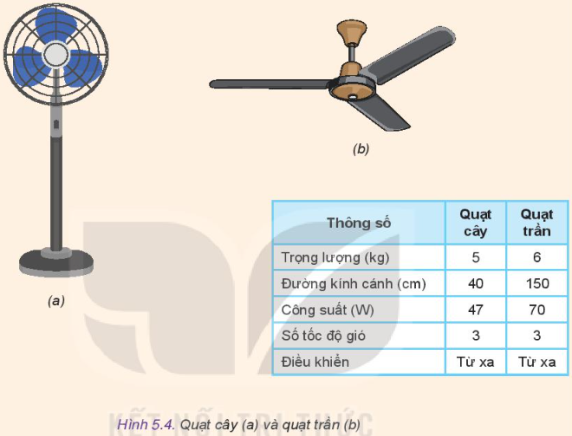 (b)
(a)
Thông số Quạt cây Quạt trần
Trọng lượng (kg) 5 6
Đường kính cánh (cm) 40 150
Công suất (W) 47 70
Số tốc độ gió 3 3
Điều khiển Từ xa Từ xa
KẾT NỐI TRI THỨC
Hình 5.4. Quạt cây (a) và quạt trần (b)